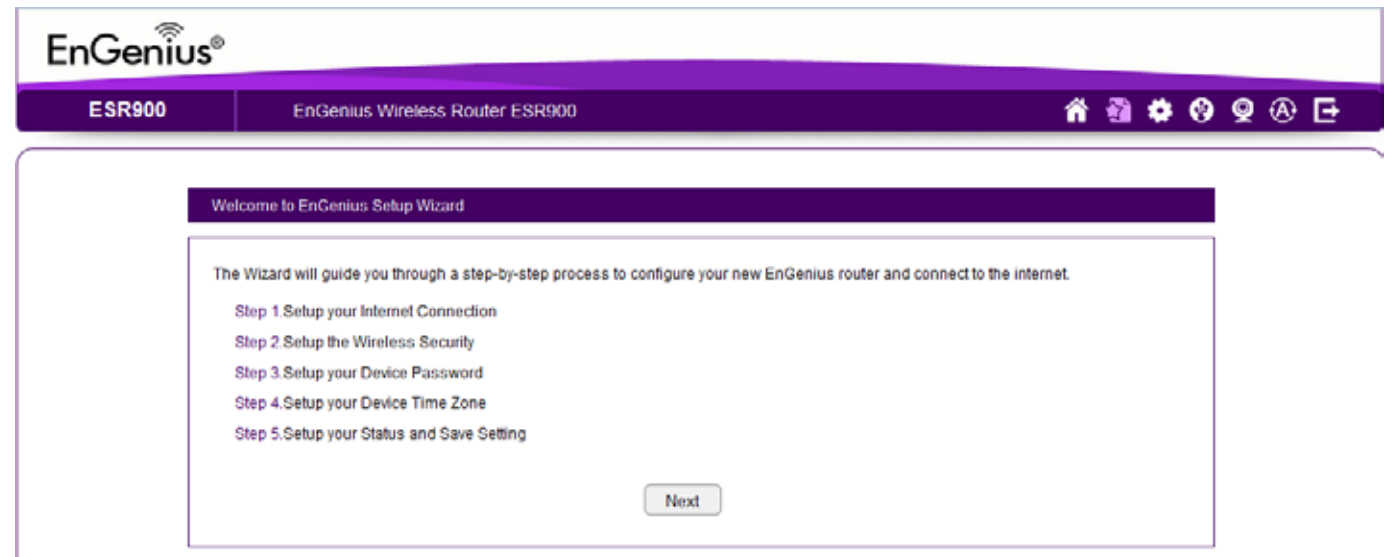 EnGenius®
ESR900
EnGenius Wireless Router ESR900
Welcome to EnGenius Setup Wizard
The Wizard will guide you through a step-by-step process to configure your new EnGenius router and connect to the internet.
Step 1.Setup your Internet Connection
Step 2.Setup the Wireless Security
Step 3.Setup your Device Password
Step 4.Setup your Device Time Zone
Step 5.Setup your Status and Save Setting
Next